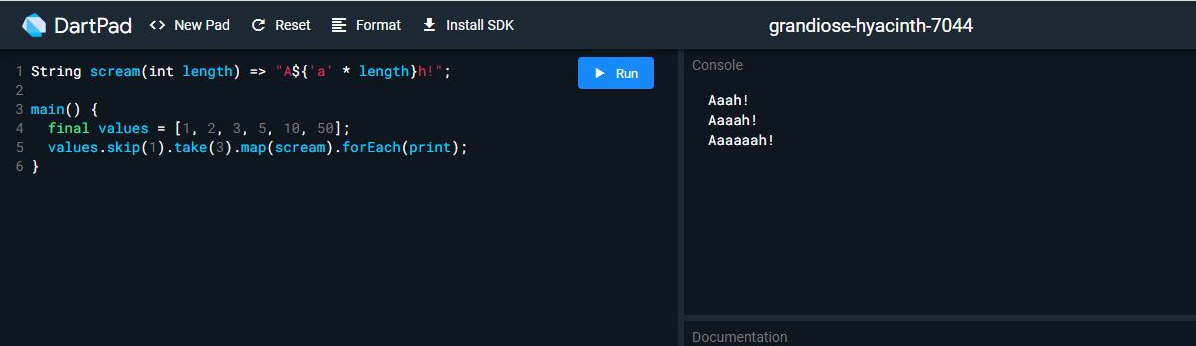 DartPad <> New Pad Reset Format Install SDK grandiose-hyacinth-7044
1 String scream(int length) => "A${'a' * length}h!";
2
3 main() {
4   final values = [1, 2, 3, 5, 10, 50];
5   values.skip(1).take(3).map(scream).forEach(print);
6 }
Run
Console
Aaah!
Aaaah!
Aaaaaah!
Documentation